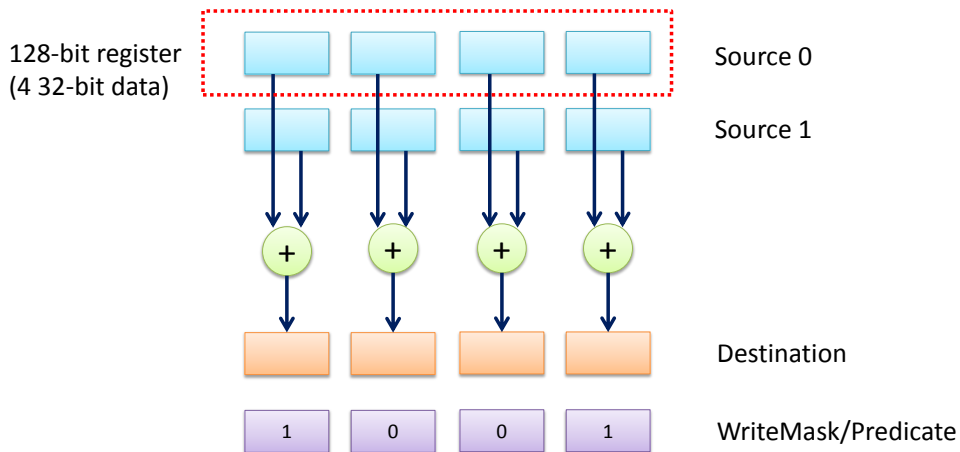 128-bit register
(4 32-bit data)
Source 0
Source 1
+ + + +
Destination
1 0 0 1
WriteMask/Predicate